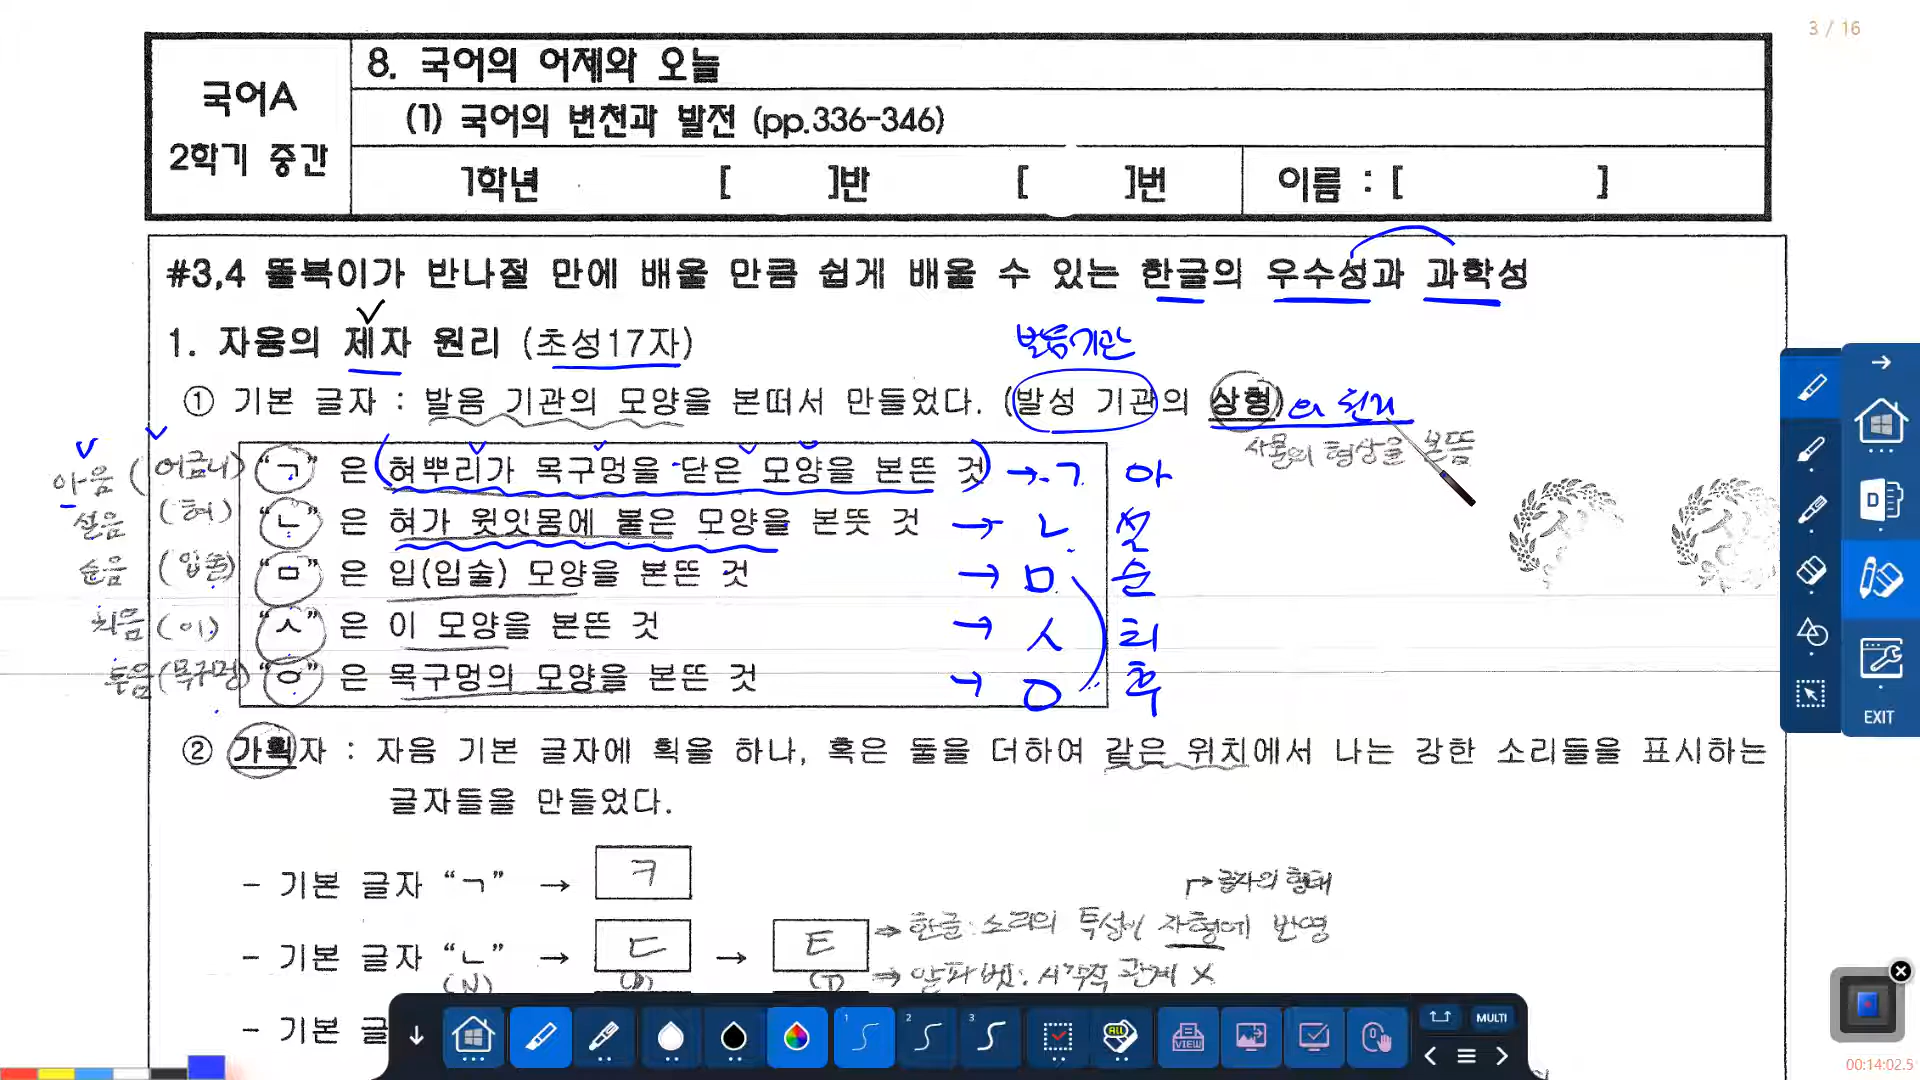 3 / 16
국어A
2학기 중간
8. 국어의 어제와 오늘
(1) 국어의 변천과 발전 (pp.336-346)
1학년 [ ]반 [ ]번 이름 : [ ]
#3,4 뚤복이가 반나절 만에 배울 만큼 쉽게 배울 수 있는 한글의 우수성과 과학성
1. 자음의 제자 원리 (초성17자)
발음기관
① 기본 글자 : 발음 기관의 모양을 본떠서 만들었다. (발성 기관의 상형)의 원리
사물의 형상을 본뜸
아음 (어금니) “ㄱ” 은 (혀뿌리가 목구멍을 닫은 모양을 본뜬 것) → ㄱ 아
설음 (혀) “ㄴ” 은 혀가 윗잇몸에 붙은 모양을 본뜻 것 → ㄴ 설
순음 (입술) “ㅁ” 은 입(입술) 모양을 본뜬 것 → ㅁ 순
치음 (이) “ㅅ” 은 이 모양을 본뜬 것 → ㅅ 치
후음 (목구멍) “ㅇ” 은 목구멍의 모양을 본뜬 것 → ㅇ 후
② 가획자 : 자음 기본 글자에 획을 하나, 혹은 둘을 더하여 같은 위치에서 나는 강한 소리들을 표시하는
글자들을 만들었다.
- 기본 글자 “ㄱ” → ㅋ
→ 글자의 형태
- 기본 글자 “ㄴ” → ㄷ → ㅌ
⇒ 한글 : 소리의 특성이 자형에 반영
(N) (D) (T) ⇒ 알파벳 : 시각적 관계 X
- 기본 글
EXIT
1 2 3
ALL
VIEW
MULTI
00:14:02.5